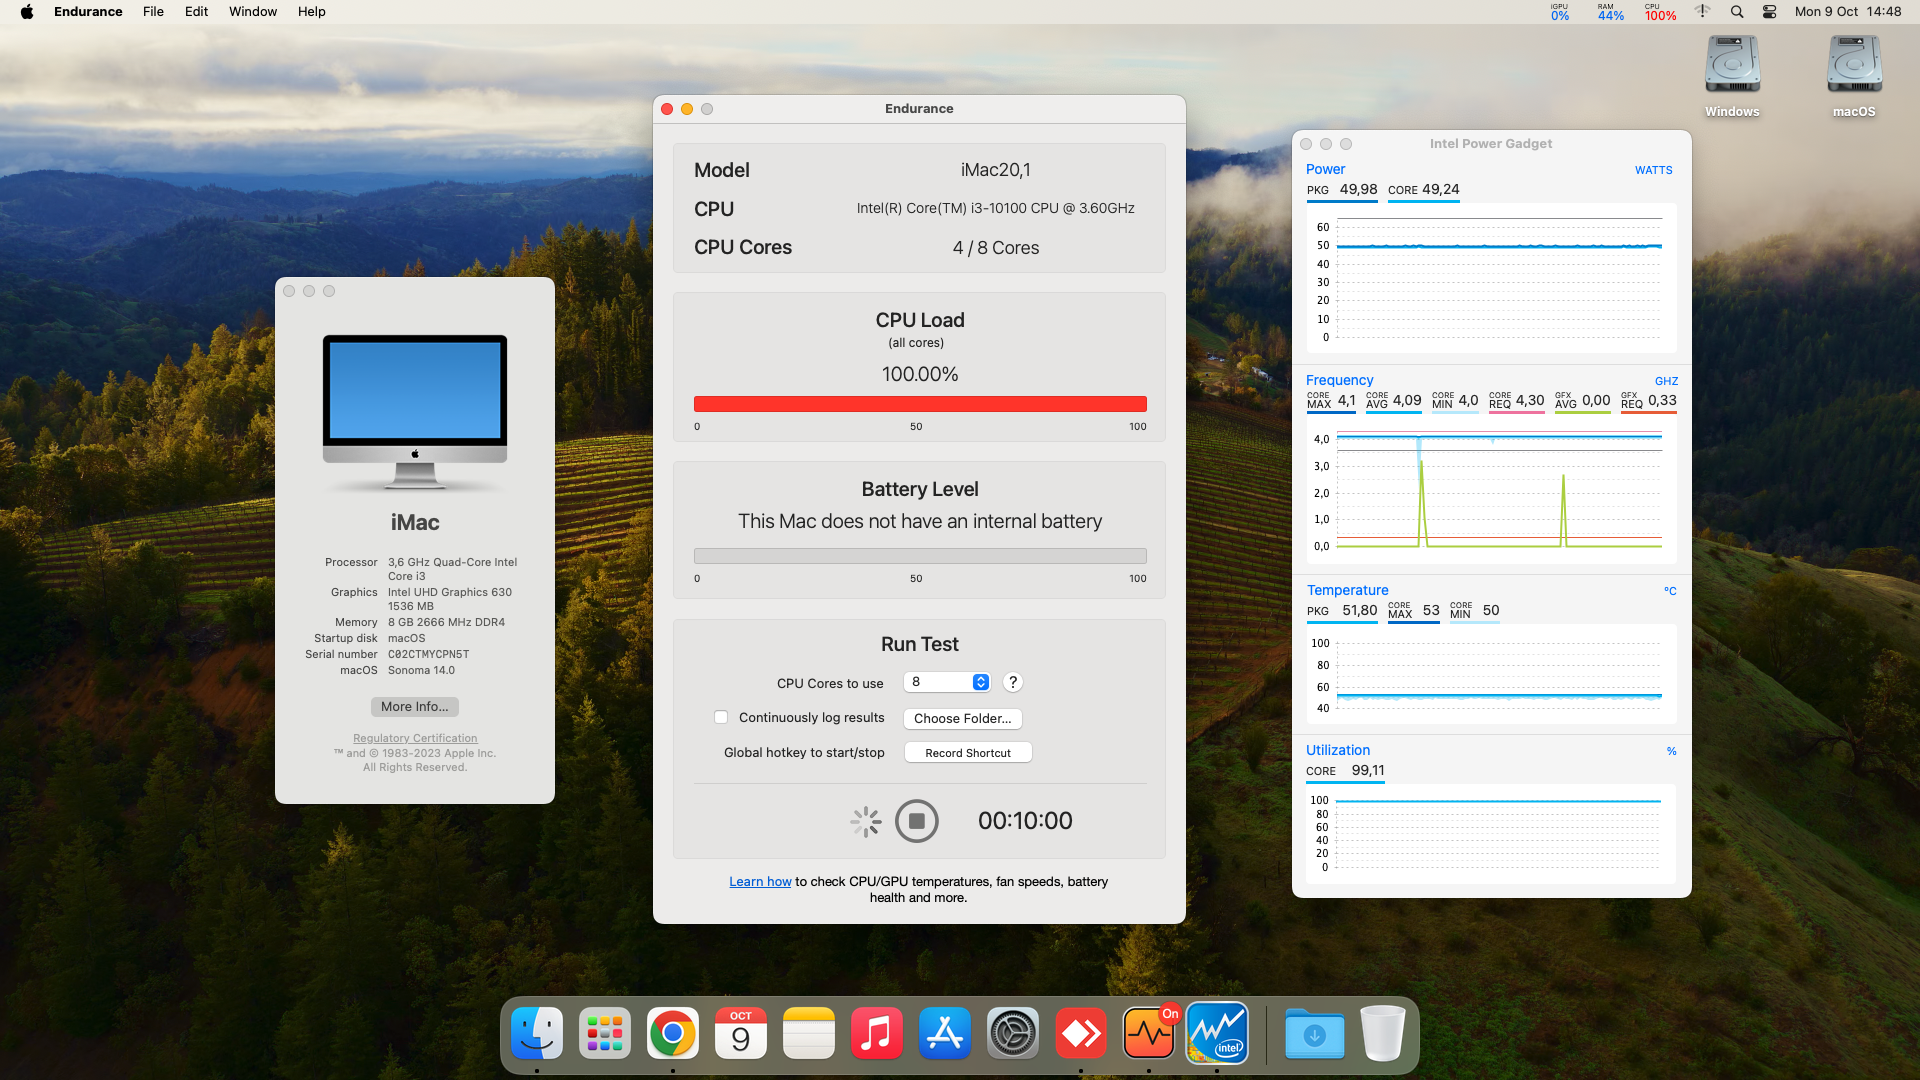 Endurance File Edit Window Help
iGPU 0% RAM 44% CPU 100% Mon 9 Oct 14:48
Windows macOS
iMac
Processor 3,6 GHz Quad-Core Intel
Core i3
Graphics Intel UHD Graphics 630
1536 MB
Memory 8 GB 2666 MHz DDR4
Startup disk macOS
Serial number C02CTMYCPN5T
macOS Sonoma 14.0
More Info...
Regulatory Certification
™ and © 1983-2023 Apple Inc.
All Rights Reserved.
Endurance
Model iMac20,1
CPU Intel(R) Core(TM) i3-10100 CPU @ 3.60GHz
CPU Cores 4 / 8 Cores
CPU Load
(all cores)
100.00%
0 50 100
Battery Level
This Mac does not have an internal battery
0 50 100
Run Test
CPU Cores to use 8 ?
Continuously log results Choose Folder...
Global hotkey to start/stop Record Shortcut
00:10:00
Learn how to check CPU/GPU temperatures, fan speeds, battery
health and more.
Intel Power Gadget
Power WATTS
PKG 49,98 CORE 49,24
60
50
40
30
20
10
0
Frequency GHZ
CORE MAX 4,1 CORE AVG 4,09 CORE MIN 4,0 CORE REQ 4,30 GFX AVG 0,00 GFX REQ 0,33
4,0
3,0
2,0
1,0
0,0
Temperature ºC
PKG 51,80 CORE MAX 53 CORE MIN 50
100
80
60
40
Utilization %
CORE 99,11
100
80
60
40
20
0
OCT
9
On
intel